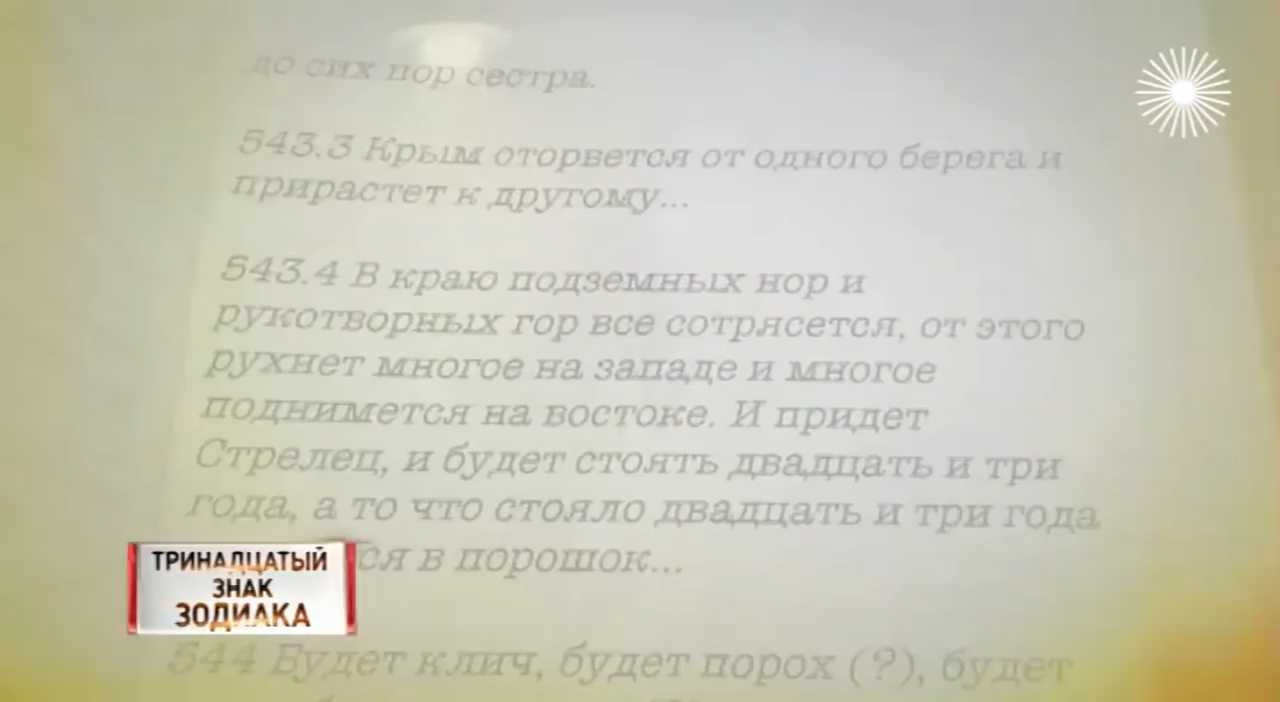 до сих пор сестра.
543.3 Крым оторвется от одного берега и
прирастет к другому...
543.4 В краю подземных нор и
рукотворных гор все сотрясется, от этого
рухнет многое на западе и многое
поднимется на востоке. И придет
Стрелец, и будет стоять двадцать и три
года, а то что стояло двадцать и три года
ся в порошок...
ТРИНАДЦАТЫЙ
ЗНАК
ЗОДИАКА
544 Будет клич, будет порох (?), будет